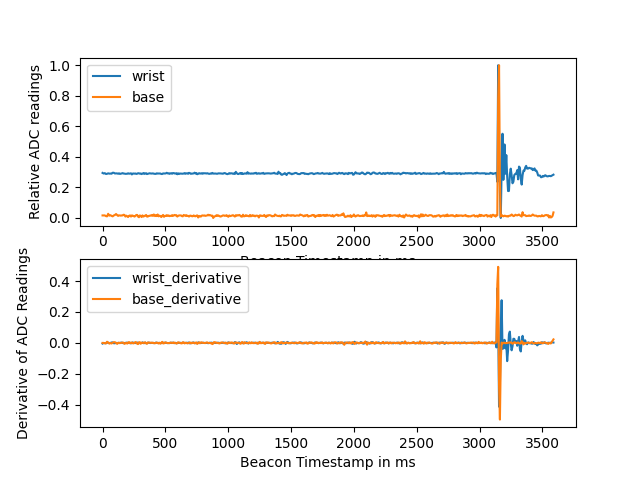 Relative ADC readings
1.0
0.8
0.6
0.4
0.2
0.0
wrist
base
0 500 1000 1500 2000 2500 3000 3500
Beacon Timestamp in ms
Derivative of ADC Readings
0.4
0.2
0.0
−0.2
−0.4
wrist_derivative
base_derivative
0 500 1000 1500 2000 2500 3000 3500
Beacon Timestamp in ms